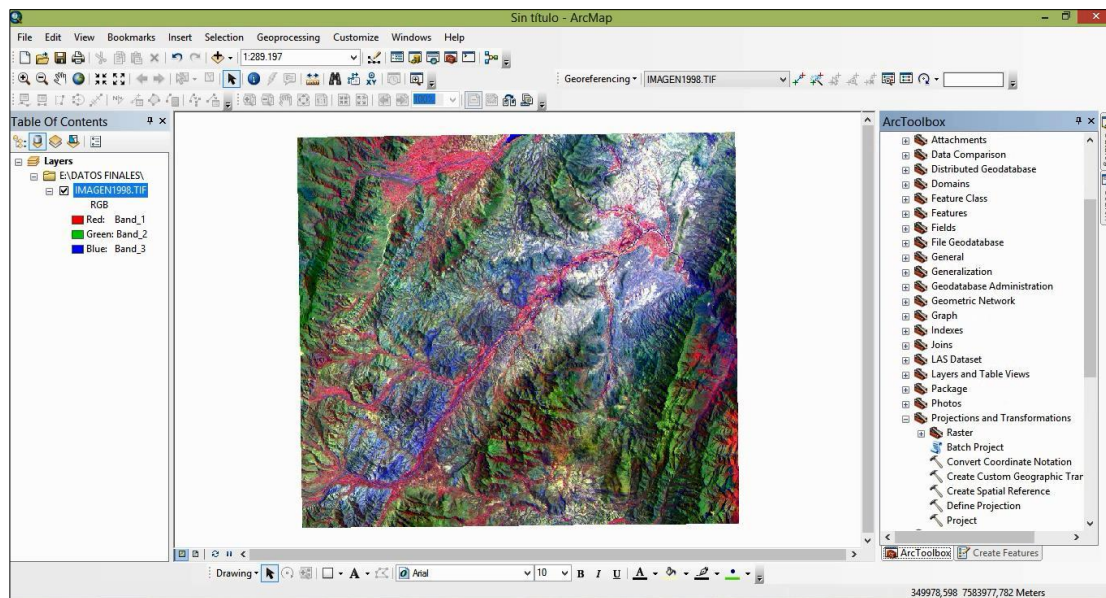 Sin título - ArcMap
File Edit View Bookmarks Insert Selection Geoprocessing Customize Windows Help
1:289.197
Georeferencing IMAGEN1998.TIF
Table Of Contents
Layers
E:\DATOS FINALES\
IMAGEN1998.TIF
RGB
Red: Band_1
Green: Band_2
Blue: Band_3
ArcToolbox
Attachments
Data Comparison
Distributed Geodatabase
Domains
Feature Class
Features
Fields
File Geodatabase
General
Generalization
Geodatabase Administration
Geometric Network
Graph
Indexes
Joins
LAS Dataset
Layers and Table Views
Package
Photos
Projections and Transformations
Raster
Batch Project
Convert Coordinate Notation
Create Custom Geographic Tran
Create Spatial Reference
Define Projection
Project
ArcToolbox Create Features
Drawing A Arial 10 B I U A
349978,598 7583977,782 Meters